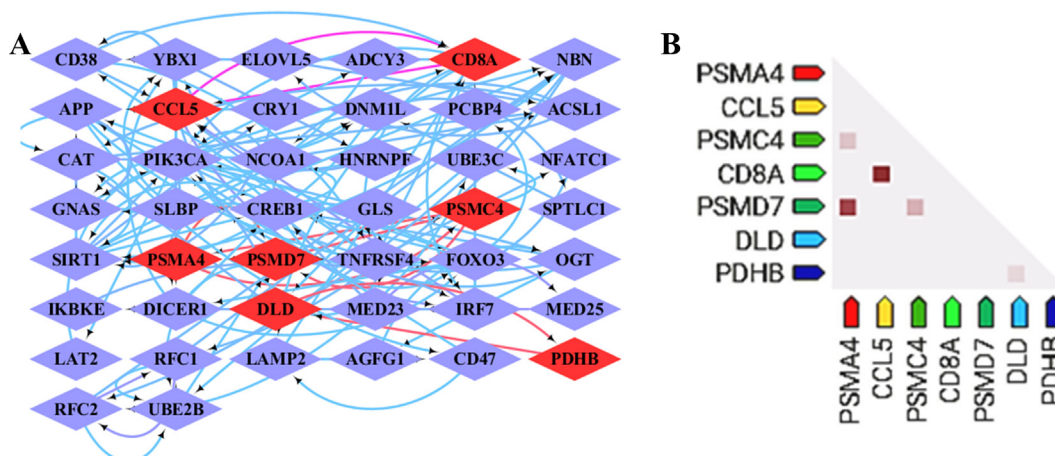 A
B
CD38 YBX1 ELOVL5 ADCY3 CD8A NBN
APP CCL5 CRY1 DNM1L PCBP4 ACSL1
CAT PIK3CA NCOA1 HNRNPF UBE3C NFATC1
GNAS SLBP CREB1 GLS PSMC4 SPTLC1
SIRT1 PSMA4 PSMD7 TNFRSF4 FOXO3 OGT
IKBKE DICER1 DLD MED23 IRF7 MED25
LAT2 RFC1 LAMP2 AGFG1 CD47 PDHB
RFC2 UBE2B
PSMA4
CCL5
PSMC4
CD8A
PSMD7
DLD
PDHB
PSMA4
CCL5
PSMC4
CD8A
PSMD7
DLD
PDHB